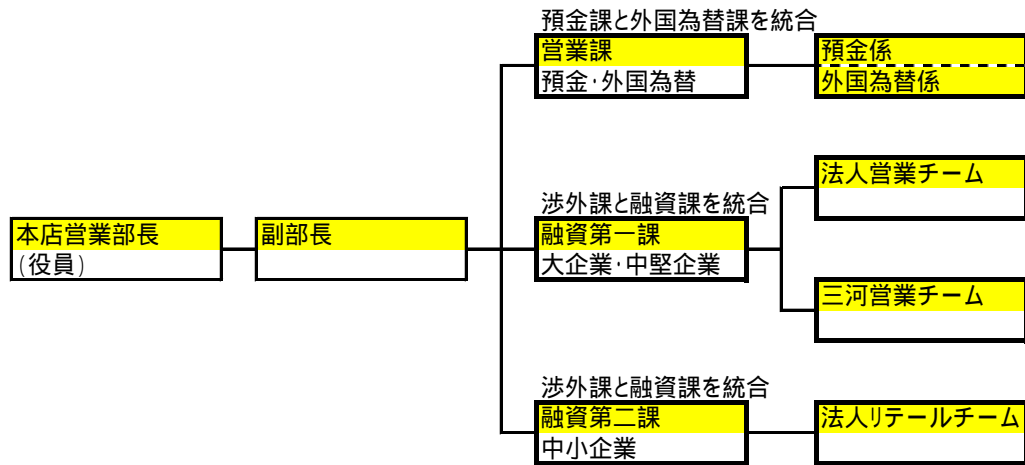 預金課と外国為替課を統合
営業課
預金・外国為替
預金係
外国為替係
法人営業チーム
渉外課と融資課を統合
本店営業部長
(役員)
副部長
融資第一課
大企業・中堅企業
三河営業チーム
渉外課と融資課を統合
融資第二課
中小企業
法人リテールチーム